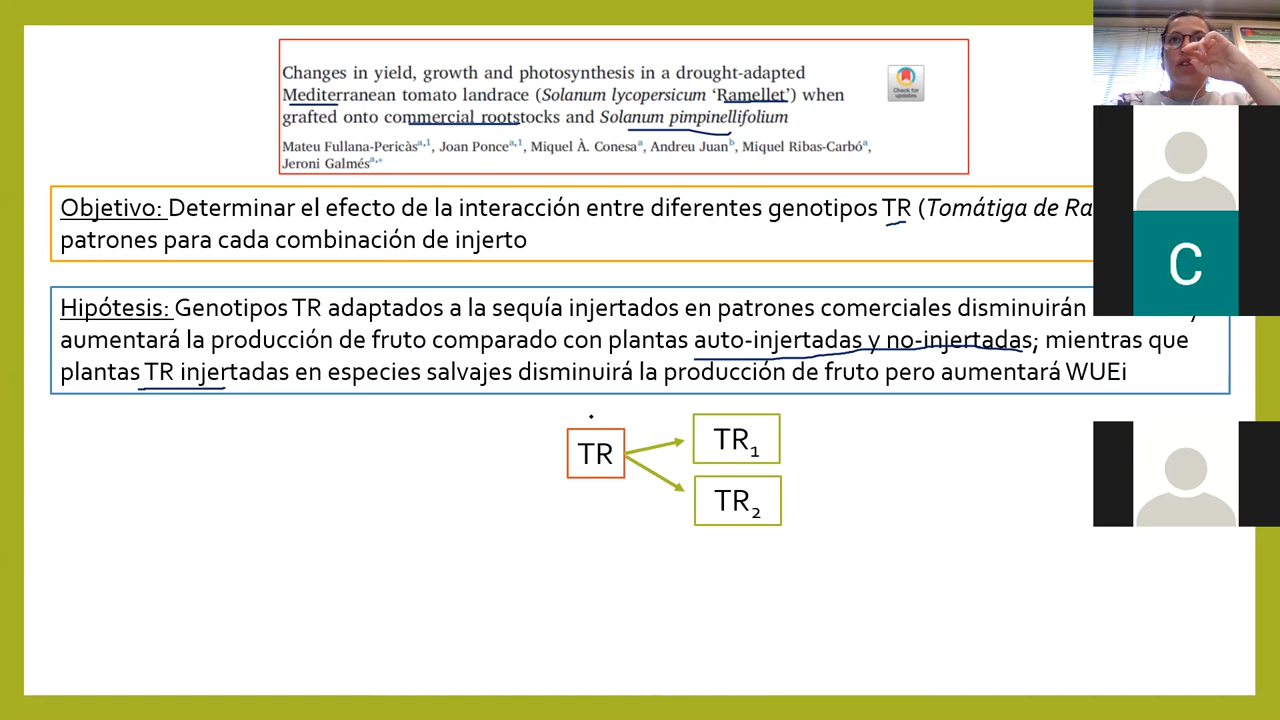 Changes in yield, growth and photosynthesis in a drought-adapted
Mediterranean tomato landrace (Solanum lycopersicum 'Ramellet') when
grafted onto commercial rootstocks and Solanum pimpinellifolium
Check for
updates
Mateu Fullana-Pericàs a,1, Joan Ponce a,1, Miquel À. Conesa a, Andreu Juan b, Miquel Ribas-Carbó a,
Jeroni Galmés a,*
Objetivo: Determinar el efecto de la interacción entre diferentes genotipos TR (Tomátiga de Ra
patrones para cada combinación de injerto
Hipótesis: Genotipos TR adaptados a la sequía injertados en patrones comerciales disminuirán
aumentará la producción de fruto comparado con plantas auto-injertadas y no-injertadas; mientras que
plantas TR injertadas en especies salvajes disminuirá la producción de fruto pero aumentará WUEi
TR
TR1
TR2
C